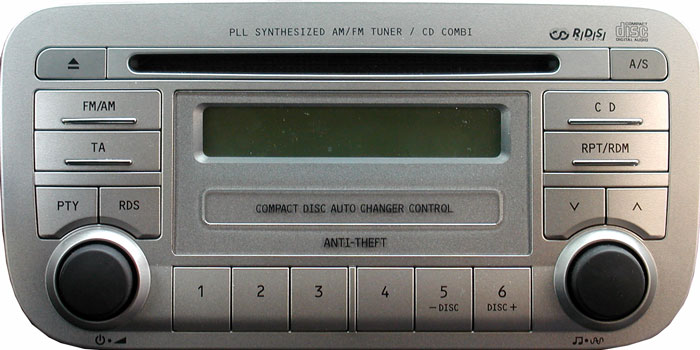 PLL SYNTHESIZED AM/FM TUNER / CD COMBI
RDS
COMPACT
disc
DIGITAL AUDIO
A/S
FM/AM
CD
TA
RPT/RDM
PTY
RDS
COMPACT DISC AUTO CHANGER CONTROL
ANTI-THEFT
1
2
3
4
5
-DISC
6
DISC+